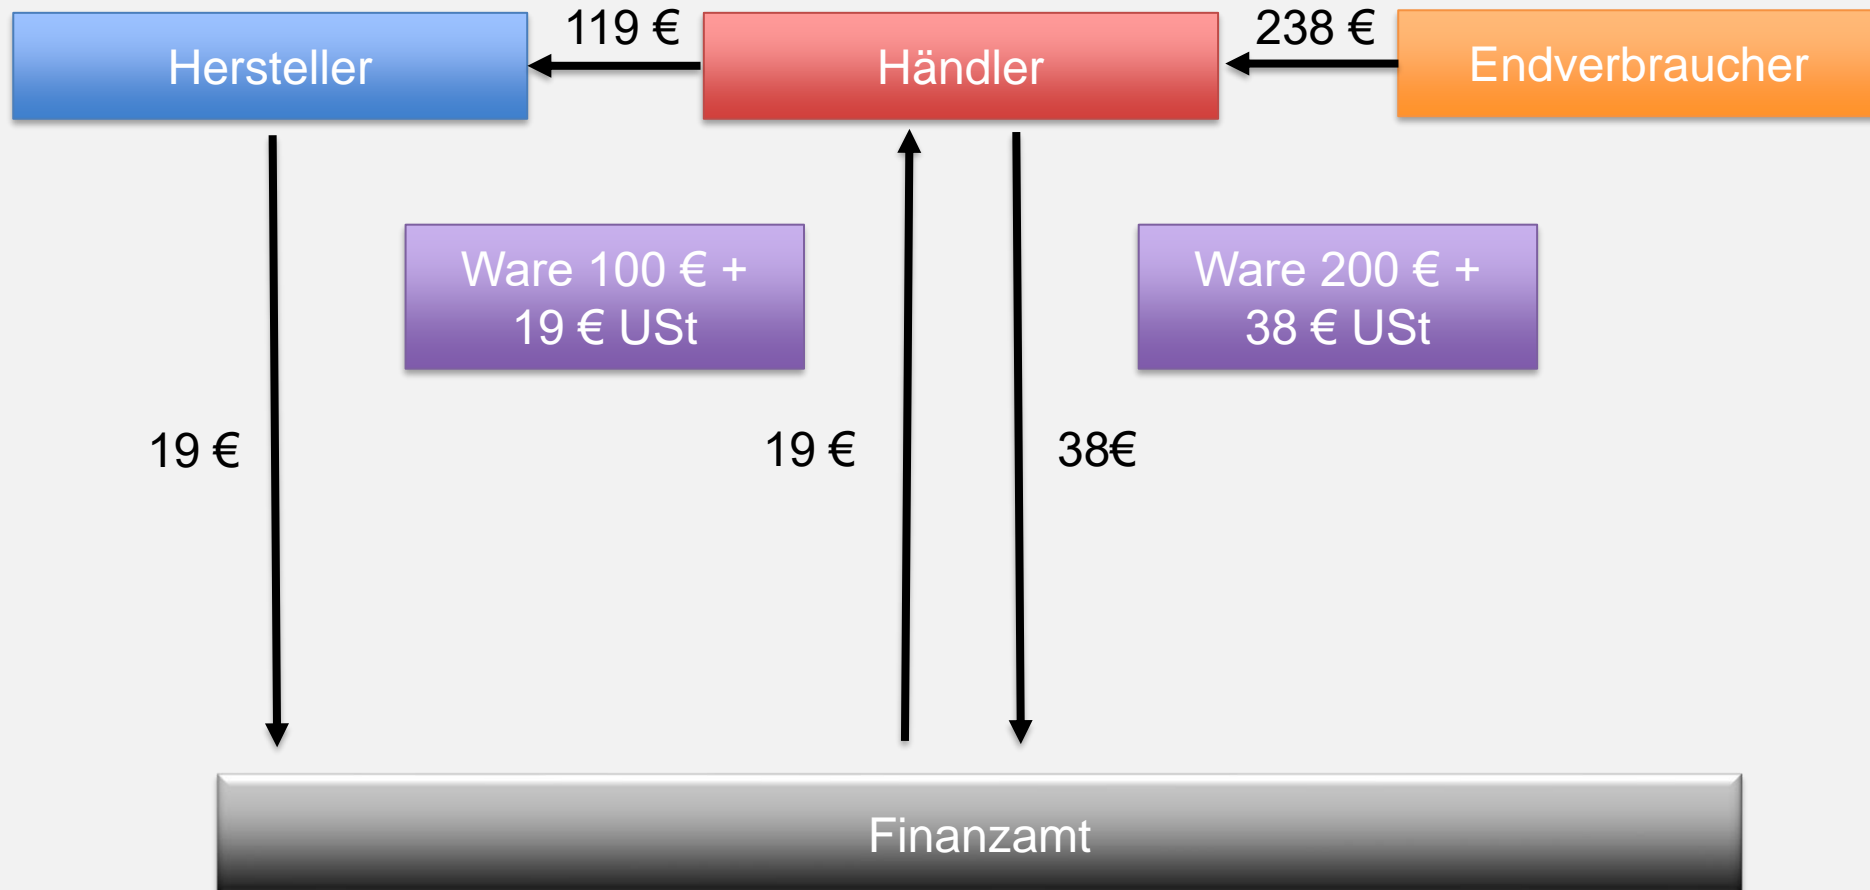 Hersteller
119 €
Händler
238 €
Endverbraucher
Ware 100 € +
19 € USt
Ware 200 € +
38 € USt
19 €
19 €
38€
Finanzamt